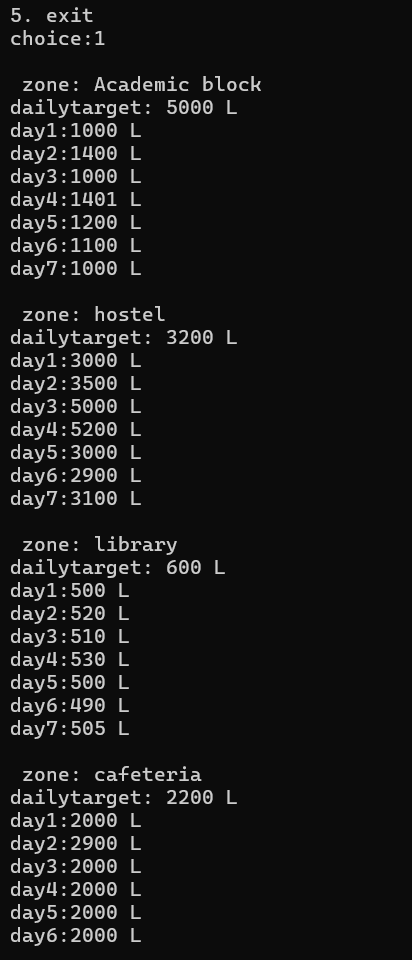 5. exit
choice:1

 zone: Academic block
dailytarget: 5000 L
day1:1000 L
day2:1400 L
day3:1000 L
day4:1401 L
day5:1200 L
day6:1100 L
day7:1000 L

 zone: hostel
dailytarget: 3200 L
day1:3000 L
day2:3500 L
day3:5000 L
day4:5200 L
day5:3000 L
day6:2900 L
day7:3100 L

 zone: library
dailytarget: 600 L
day1:500 L
day2:520 L
day3:510 L
day4:530 L
day5:500 L
day6:490 L
day7:505 L

 zone: cafeteria
dailytarget: 2200 L
day1:2000 L
day2:2900 L
day3:2000 L
day4:2000 L
day5:2000 L
day6:2000 L